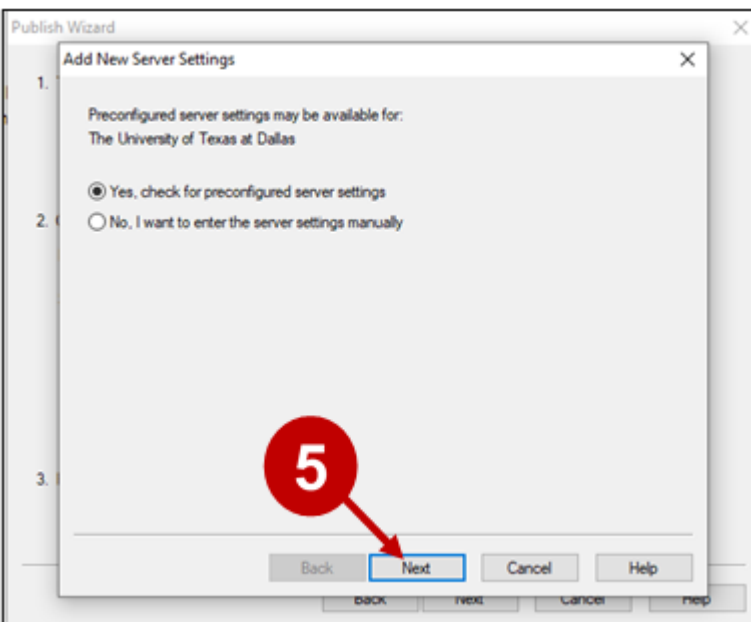 Publish Wizard
Add New Server Settings
1.
Preconfigured server settings may be available for:
The University of Texas at Dallas
Yes, check for preconfigured server settings
2.
No, I want to enter the server settings manually
3.
5
Back Next Cancel Help
Back Next Cancel Help